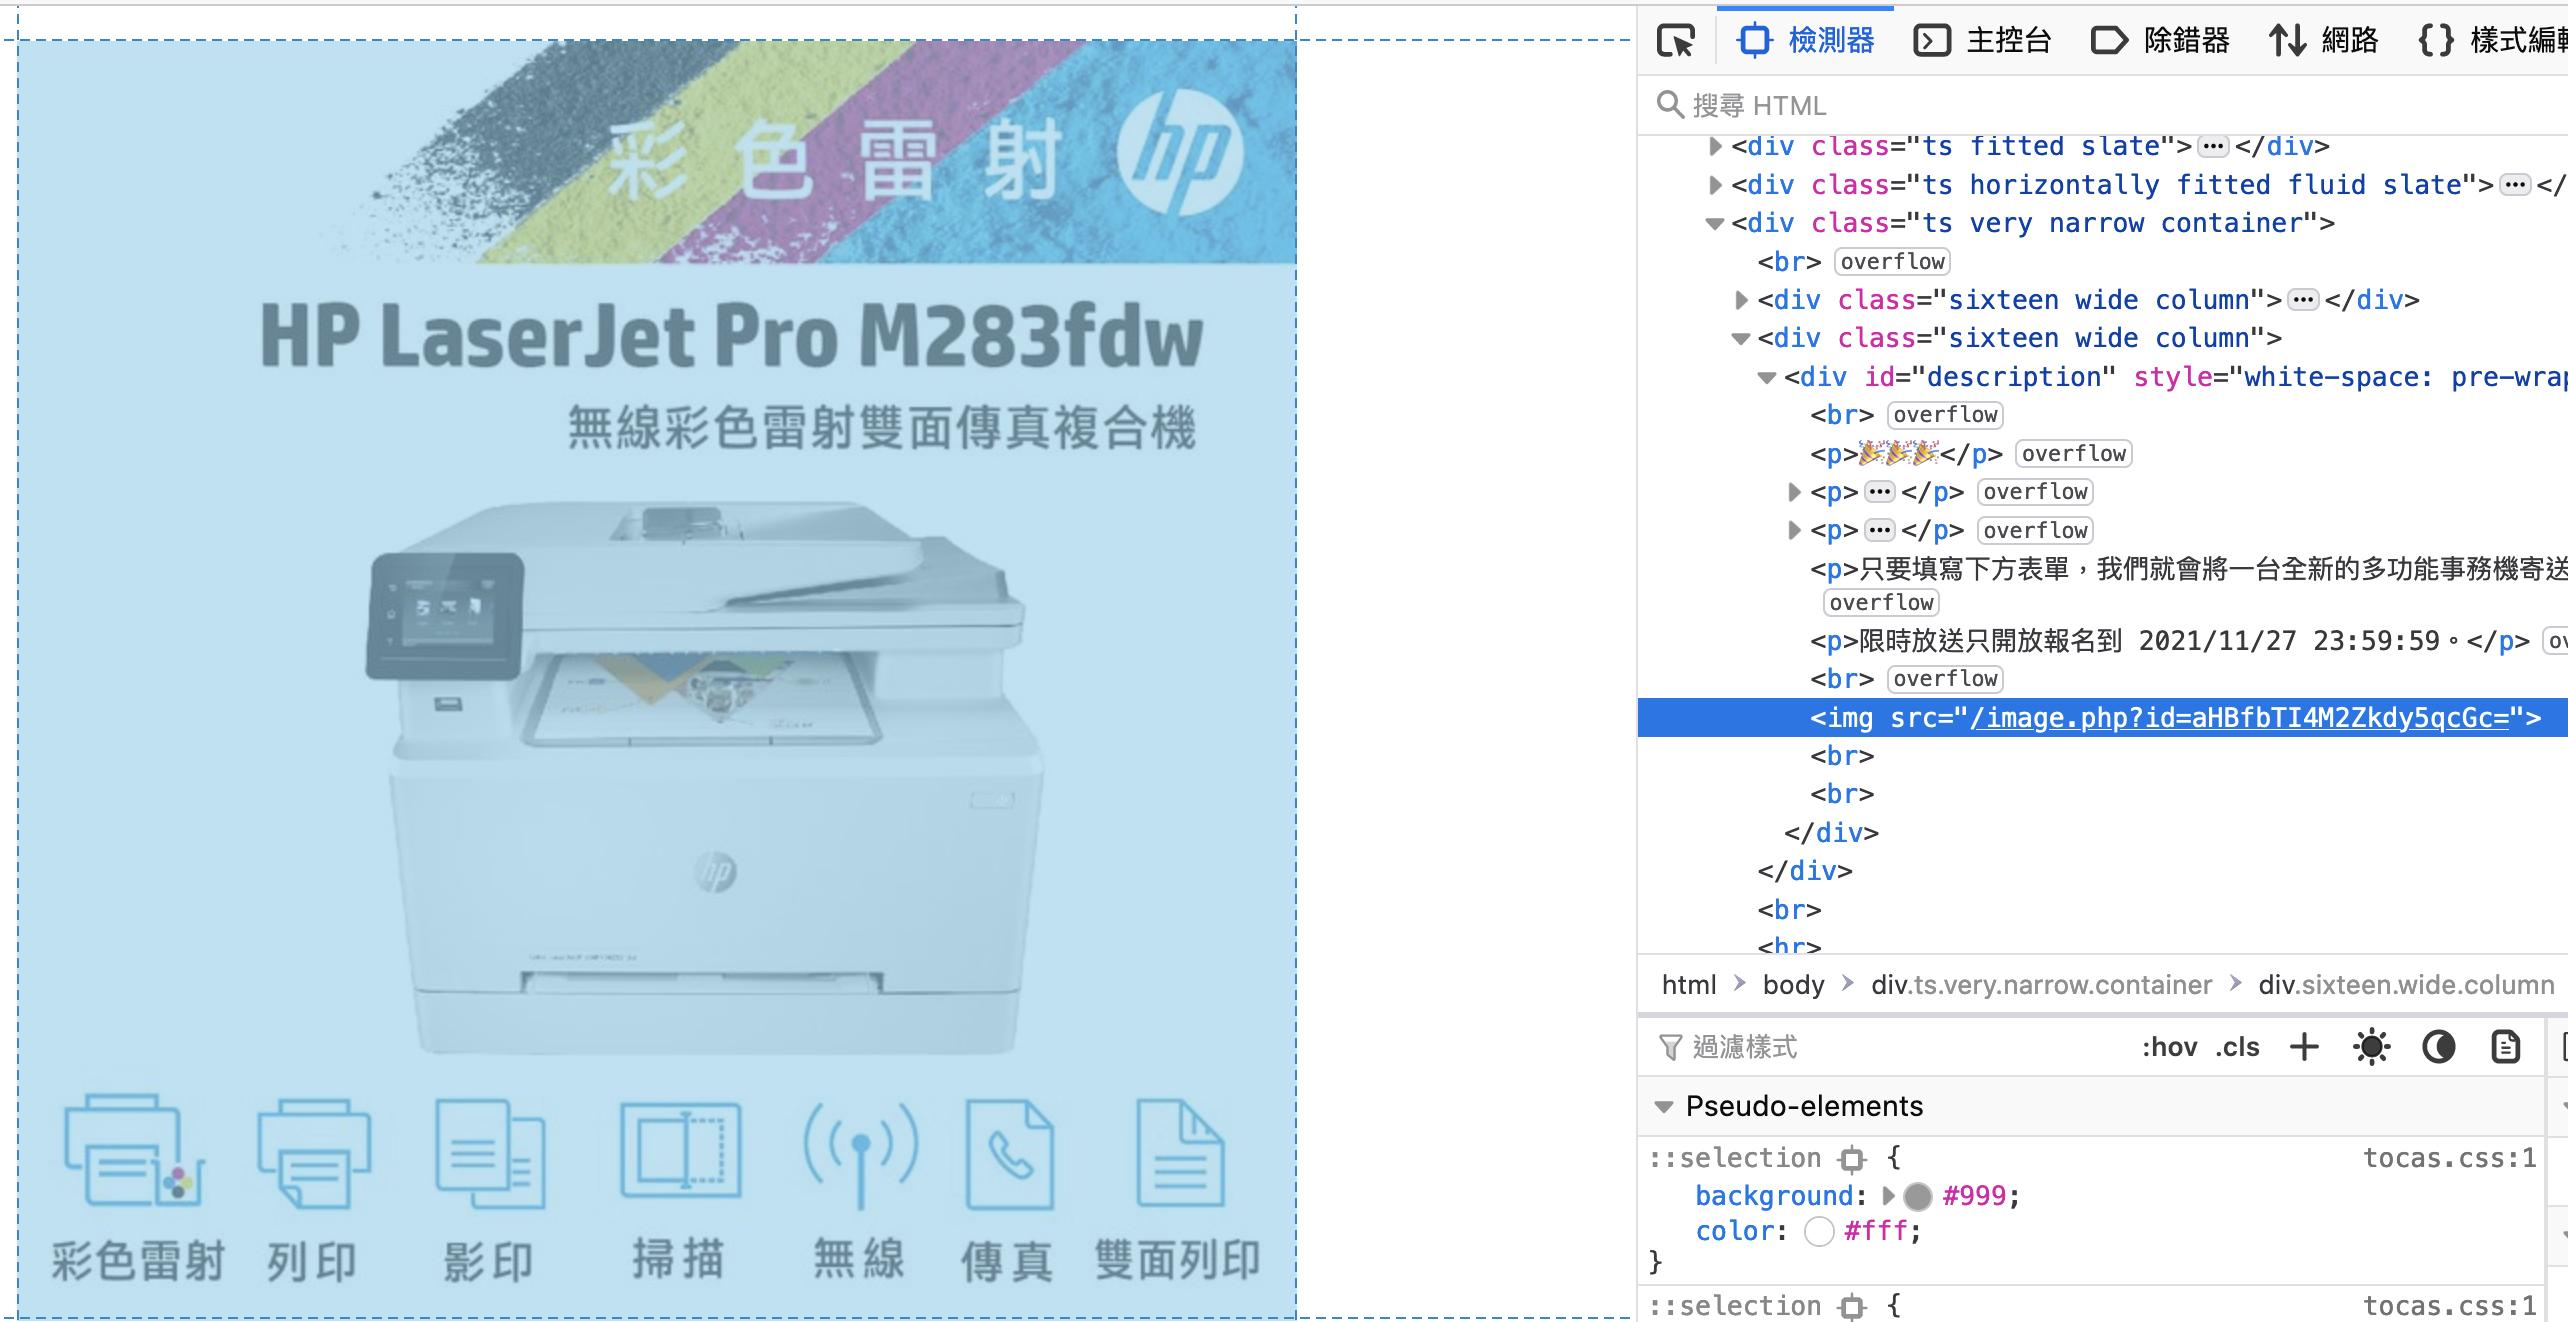 彩色雷射
hp
HP LaserJet Pro M283fdw
無線彩色雷射雙面傳真複合機
hp
彩色雷射
列印
影印
掃描
無線
傳真
雙面列印
檢測器
主控台
除錯器
網路
樣式編輯
搜尋 HTML
<div class="ts fitted slate">•••</div>
<div class="ts horizontally fitted fluid slate">•••</
<div class="ts very narrow container">
<br> overflow
<div class="sixteen wide column">•••</div>
<div class="sixteen wide column">
<div id="description" style="white-space: pre-wrap
<br> overflow
<p>🎉🎉🎉</p> overflow
<p>•••</p> overflow
<p>•••</p> overflow
<p>只要填寫下方表單，我們就會將一台全新的多功能事務機寄送
overflow
<p>限時放送只開放報名到 2021/11/27 23:59:59。</p> ov
<br> overflow
<img src="/image.php?id=aHBfbTI4M2Zkdy5qcGc=">
<br>
<br>
</div>
</div>
<br>
<hr>
html > body > div.ts.very.narrow.container > div.sixteen.wide.column
過濾樣式
:hov .cls
Pseudo-elements
::selection { tocas.css:1
background: #999;
color: #fff;
}
::selection { tocas.css:1